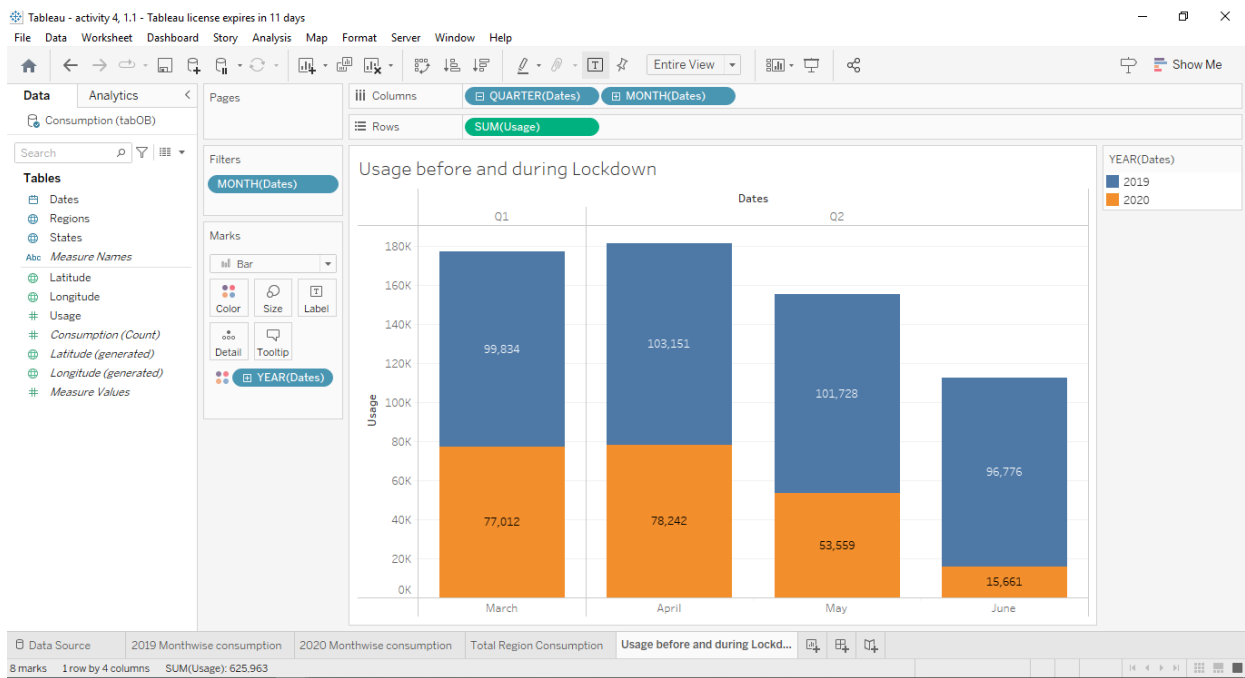 Tableau - activity 4, 1.1 - Tableau license expires in 11 days
File Data Worksheet Dashboard Story Analysis Map Format Server Window Help
Entire View
Show Me
Data Analytics
Consumption (tabOB)
Search
Tables
Dates
Regions
States
Abc Measure Names
Latitude
Longitude
# Usage
# Consumption (Count)
Latitude (generated)
Longitude (generated)
# Measure Values
Pages
Filters
MONTH(Dates)
Marks
Bar
Color Size Label
Detail Tooltip
YEAR(Dates)
Columns QUARTER(Dates) MONTH(Dates)
Rows SUM(Usage)
Usage before and during Lockdown
Dates
Q1 Q2
Usage
180K
160K
140K
120K
100K
80K
60K
40K
20K
0K
99,834 103,151 101,728 96,776
77,012 78,242 53,559 15,661
March April May June
YEAR(Dates)
2019
2020
Data Source 2019 Monthwise consumption 2020 Monthwise consumption Total Region Consumption Usage before and during Lockd...
8 marks 1 row by 4 columns SUM(Usage): 625,963